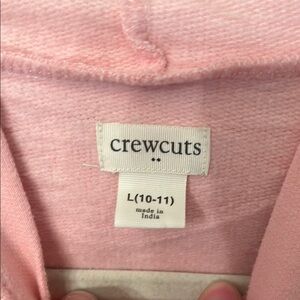 crewcuts
L(10-11)
made in
India